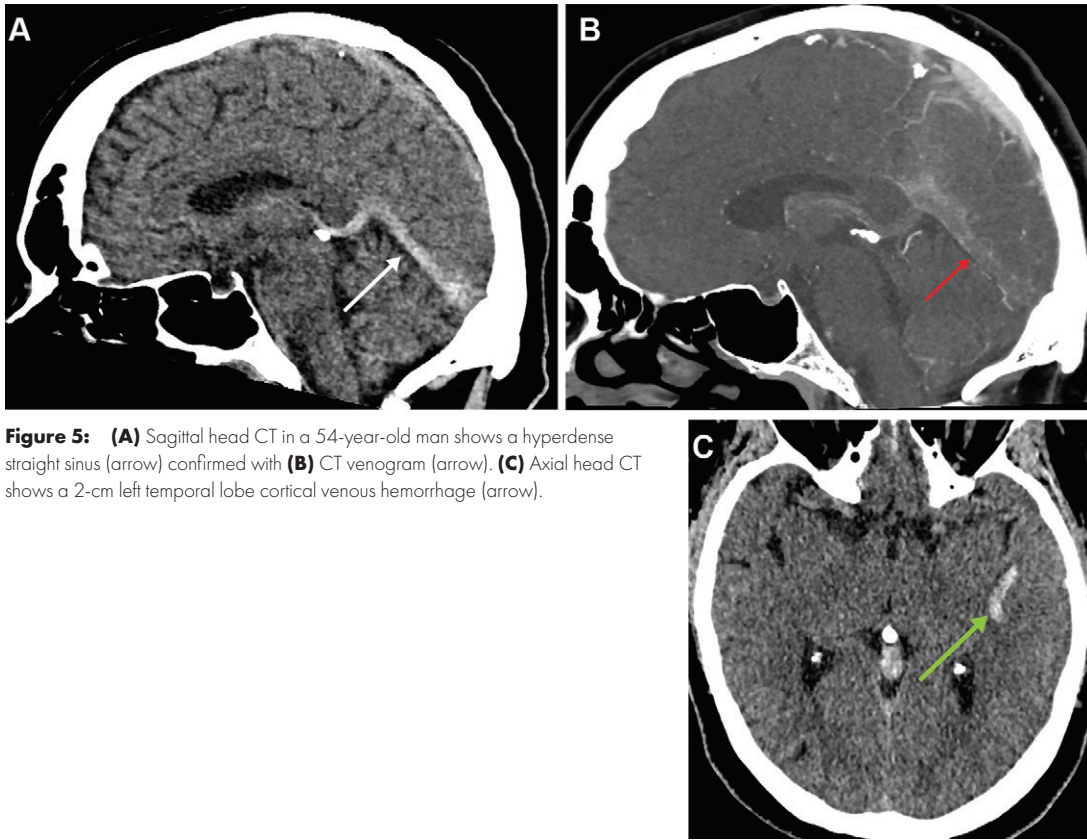 A
B
Figure 5: (A) Sagittal head CT in a 54-year-old man shows a hyperdense
straight sinus (arrow) confirmed with (B) CT venogram (arrow). (C) Axial head CT
shows a 2-cm left temporal lobe cortical venous hemorrhage (arrow).
C